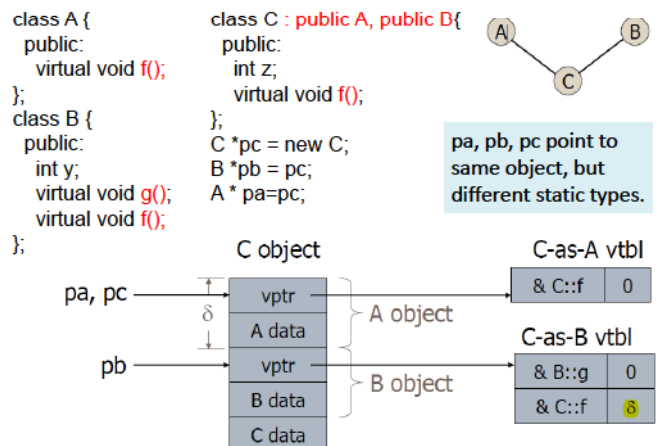 class A {
public:
virtual void f();
};
class B {
public:
int y;
virtual void g();
virtual void f();
};
class C : public A, public B{
public:
int z;
virtual void f();
};
C *pc = new C;
B *pb = pc;
A * pa=pc;
A
B
C
pa, pb, pc point to
same object, but
different static types.
C object
C-as-A vtbl
pa, pc
δ
vptr
A data
A object
& C::f 0
C-as-B vtbl
pb
vptr
B data
B object
C data
& B::g 0
& C::f δ